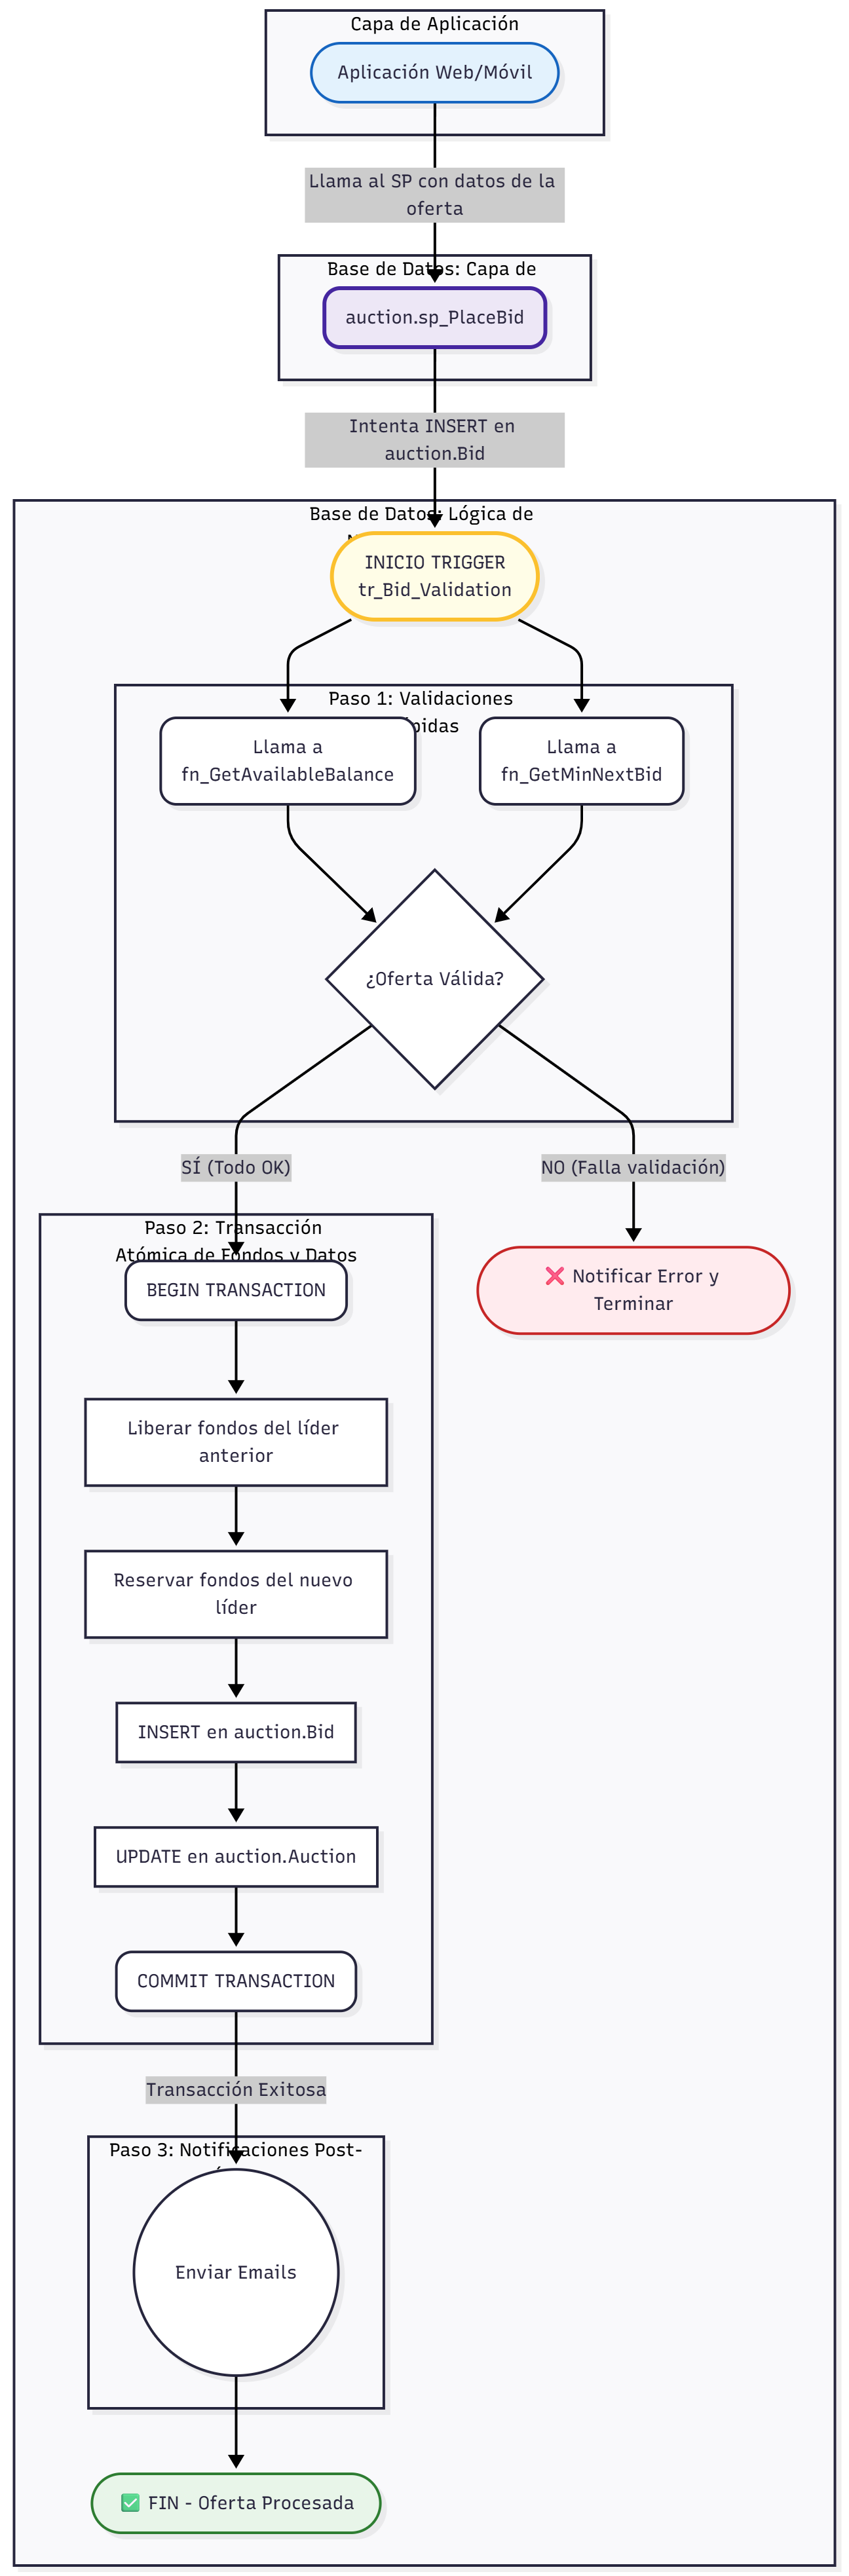 Capa de Aplicación
Aplicación Web/Móvil
Llama al SP con datos de la
oferta
Base de Datos: Capa de
auction.sp_PlaceBid
Intenta INSERT en
auction.Bid
Base de Datos: Lógica de
INICIO TRIGGER
tr_Bid_Validation
Paso 1: Validaciones
Llama a
fn_GetAvailableBalance
Llama a
fn_GetMinNextBid
¿Oferta Válida?
SÍ (Todo OK)
NO (Falla validación)
Paso 2: Transacción
Atómica de Fondos y Datos
BEGIN TRANSACTION
❌ Notificar Error y
Terminar
Liberar fondos del líder
anterior
Reservar fondos del nuevo
líder
INSERT en auction.Bid
UPDATE en auction.Auction
COMMIT TRANSACTION
Transacción Exitosa
Paso 3: Notificaciones Post-
Enviar Emails
✅ FIN - Oferta Procesada